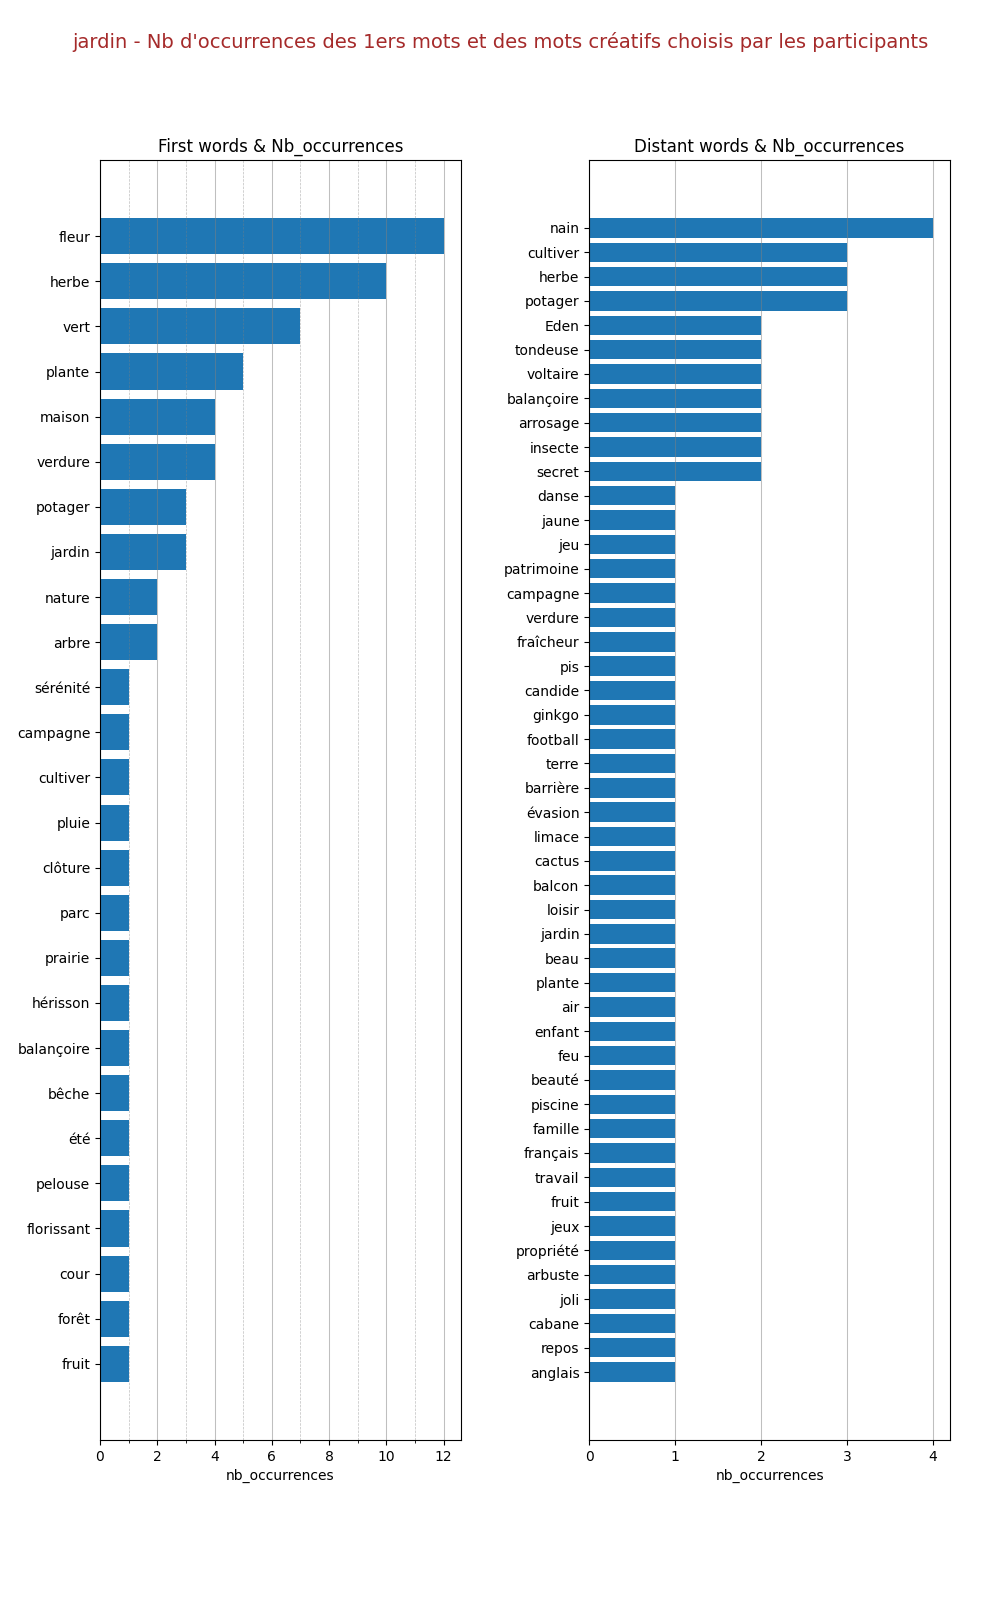 jardin - Nb d'occurrences des 1ers mots et des mots créatifs choisis par les participants
First words & Nb_occurrences
fleur
herbe
vert
plante
maison
verdure
potager
jardin
nature
arbre
sérénité
campagne
cultiver
pluie
clôture
parc
prairie
hérisson
balançoire
bêche
été
pelouse
florissant
cour
forêt
fruit
0 2 4 6 8 10 12
nb_occurrences
Distant words & Nb_occurrences
nain
cultiver
herbe
potager
Eden
tondeuse
voltaire
balançoire
arrosage
insecte
secret
danse
jaune
jeu
patrimoine
campagne
verdure
fraîcheur
pis
candide
ginkgo
football
terre
barrière
évasion
limace
cactus
balcon
loisir
jardin
beau
plante
air
enfant
feu
beauté
piscine
famille
français
travail
fruit
jeux
propriété
arbuste
joli
cabane
repos
anglais
0 1 2 3 4
nb_occurrences